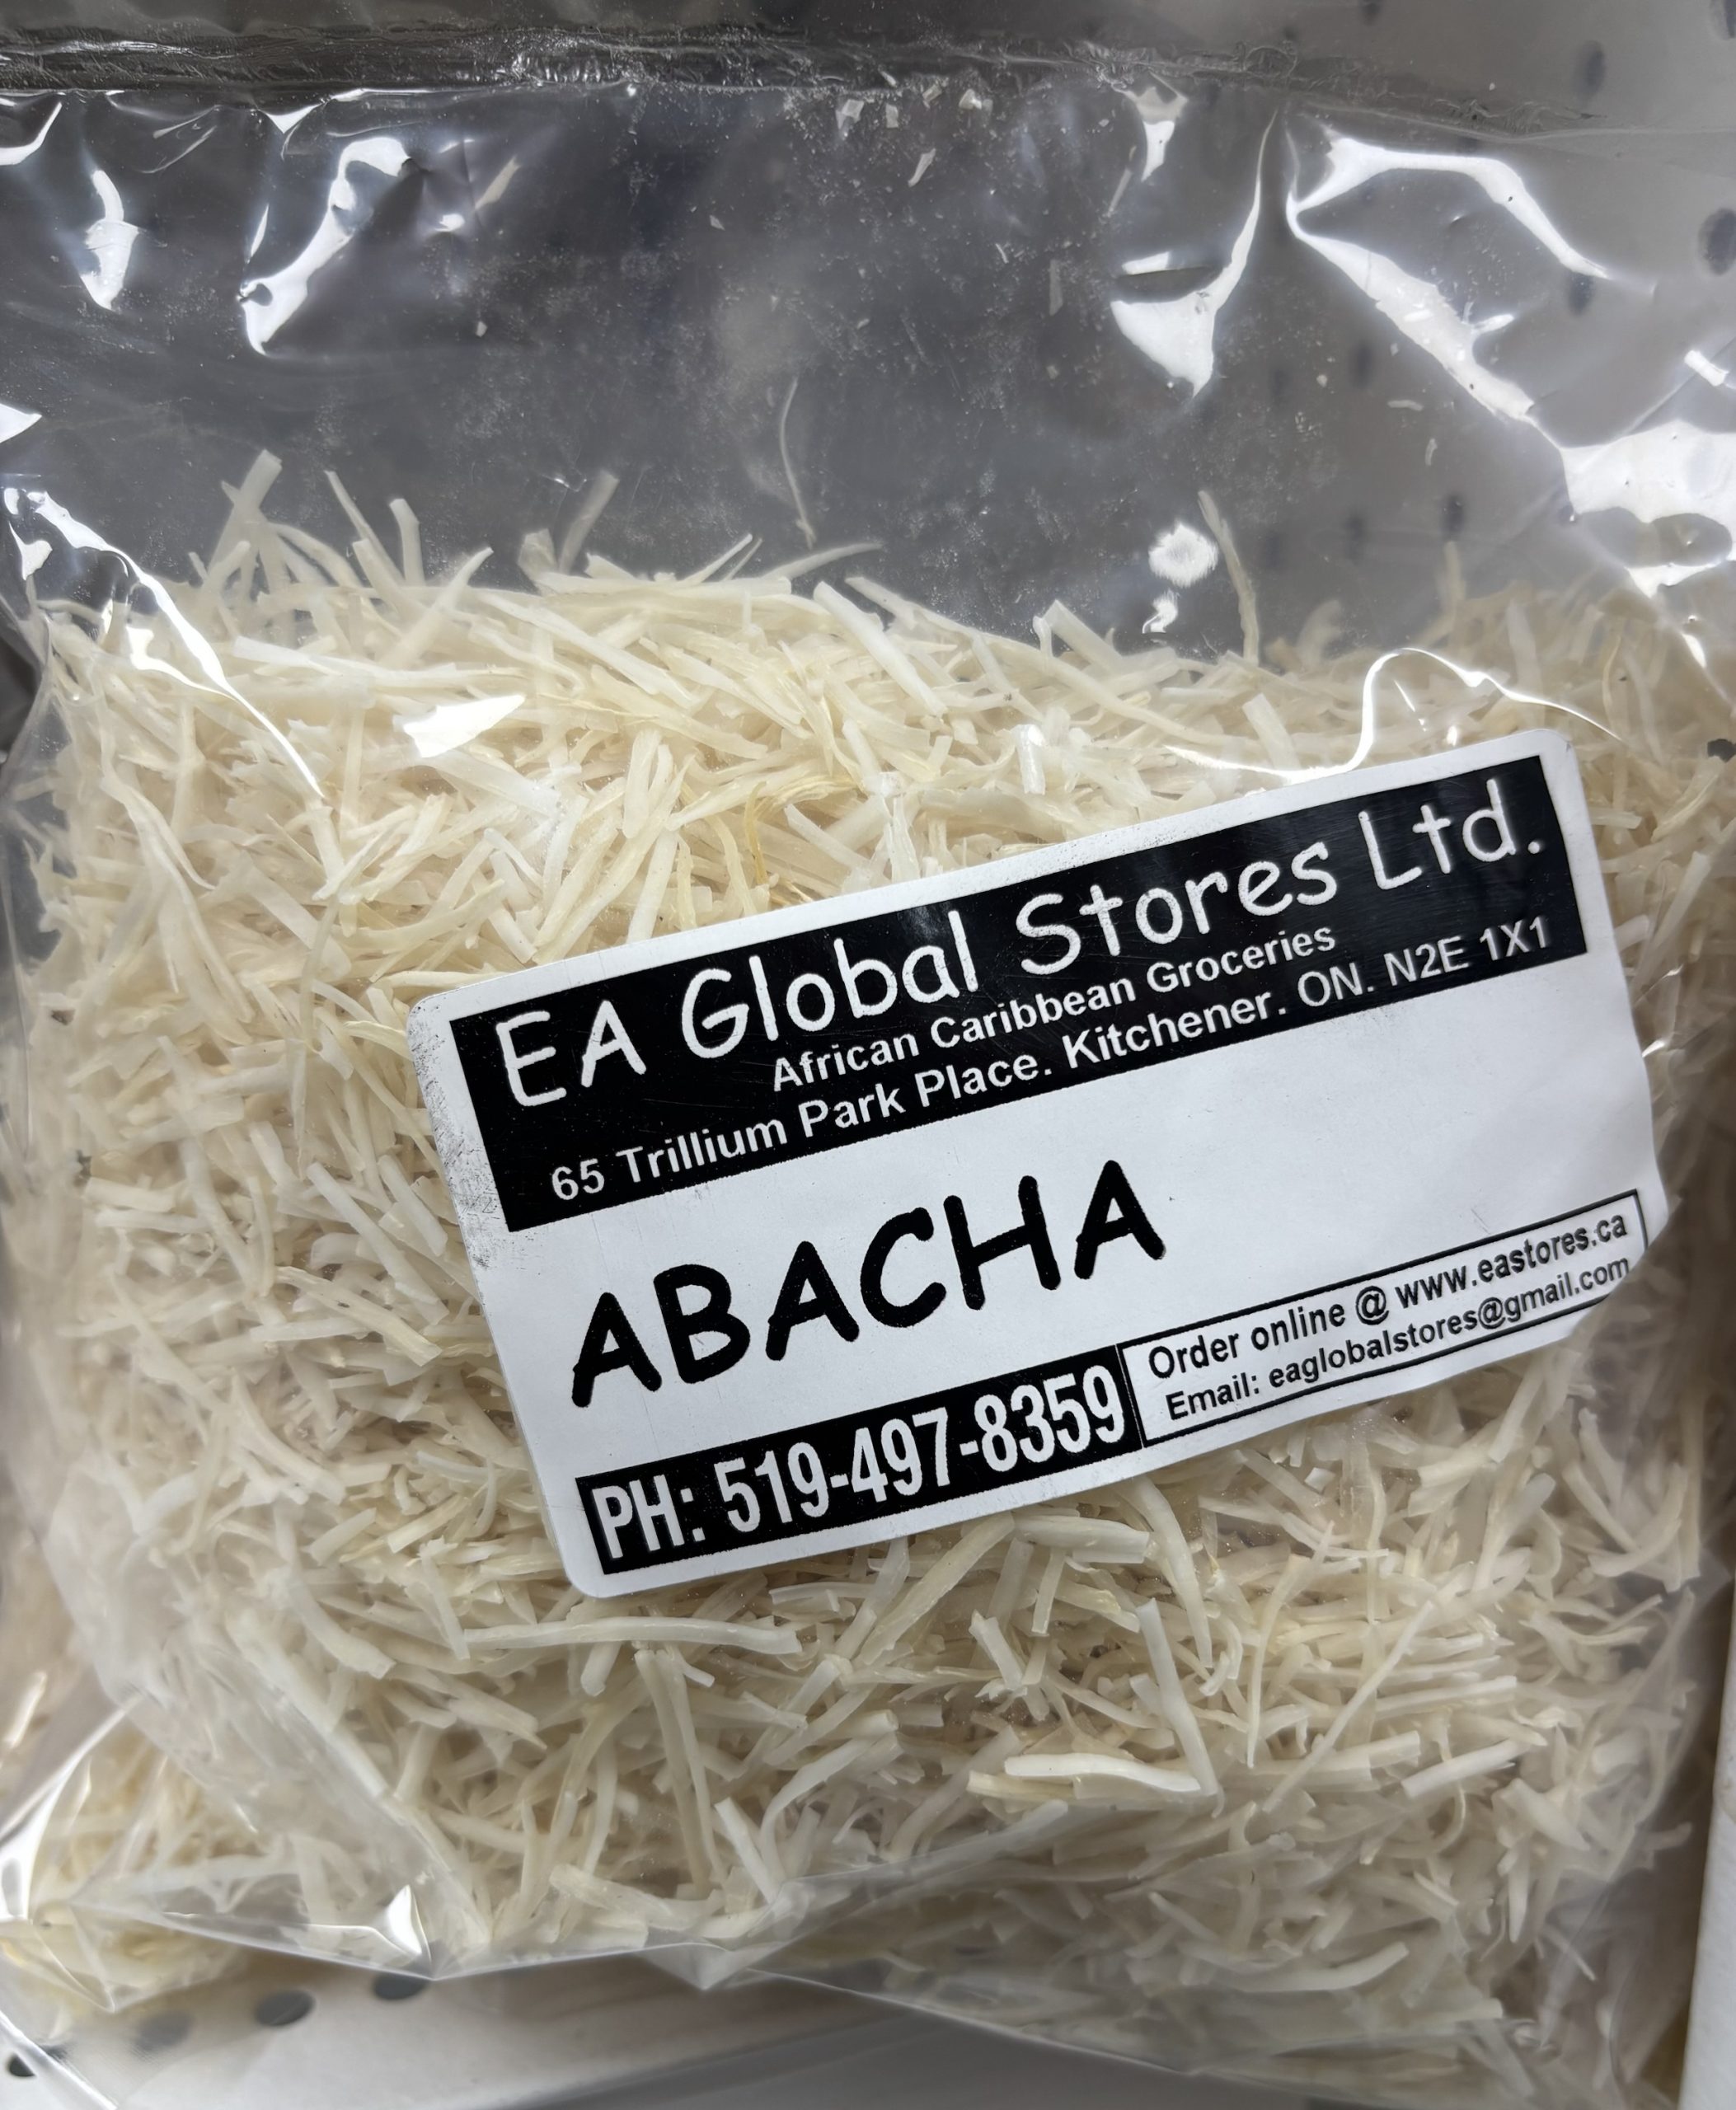 EA Global Stores Ltd.
African Caribbean Groceries
65 Trillium Park Place. Kitchener. ON. N2E 1X1
ABACHA
PH: 519-497-8359
Order online @ www.eastores.ca
Email: eaglobalstores@gmail.com